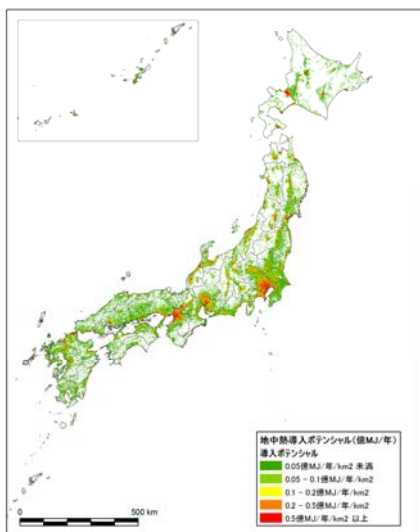 地中熱導入ポテンシャル(億MJ/年)
導入ポテンシャル
0.05億MJ/年/km2 未満
0.05 - 0.1億MJ/年/km2
0.1 - 0.2億MJ/年/km2
0.2 - 0.5億MJ/年/km2
0.5億MJ/年/km2 以上
0 500 km